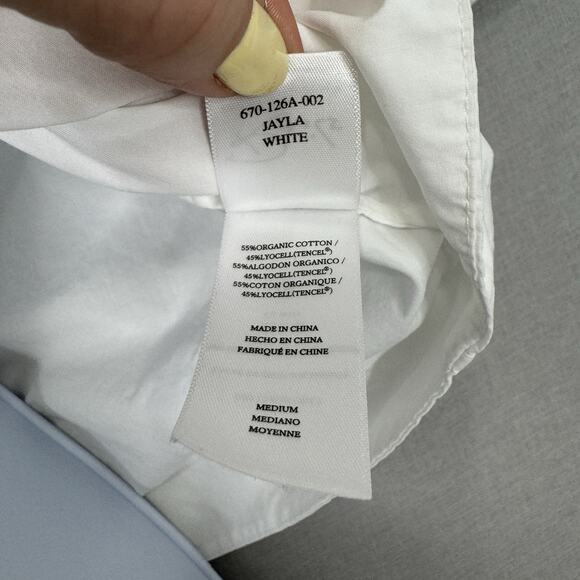 670-126A-002
JAYLA
WHITE
55%ORGANIC COTTON /
45%LYOCELL(TENCEL®)
55%ALGODON ORGANICO /
45%LYOCELL(TENCEL®)
55%COTON ORGANIQUE /
45%LYOCELL(TENCEL®)
MADE IN CHINA
HECHO EN CHINA
FABRIQUÉ EN CHINE
MEDIUM
MEDIANO
MOYENNE